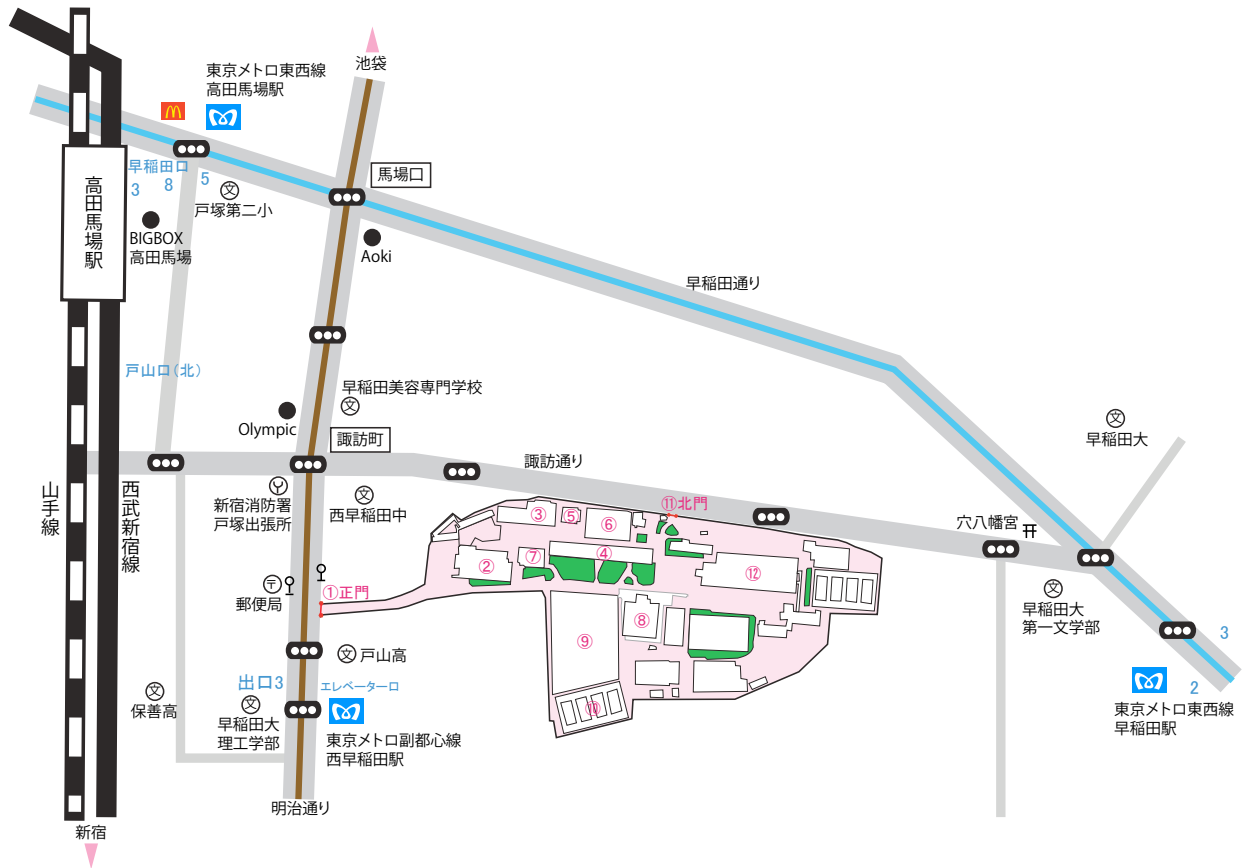 池袋
東京メトロ東西線
高田馬場駅
馬場口
早稲田口
3
8
5
文
戸塚第二小
高田馬場駅
BIGBOX
高田馬場
Aoki
早稲田通り
戸山口(北)
早稲田美容専門学校
文
Olympic
諏訪町
文
早稲田大
諏訪通り
山手線
西武新宿線
新宿消防署
戸塚出張所
文
西早稲田中
⑪北門
③
⑤
⑥
穴八幡宮
②
⑦
④
⑫
〒
郵便局
①正門
⑧
⑨
⑩
文
早稲田大
第一文学部
文
戸山高
3
2
出口3
エレベーター口
文
保善高
文
早稲田大
理工学部
東京メトロ副都心線
西早稲田駅
東京メトロ東西線
早稲田駅
明治通り
新宿